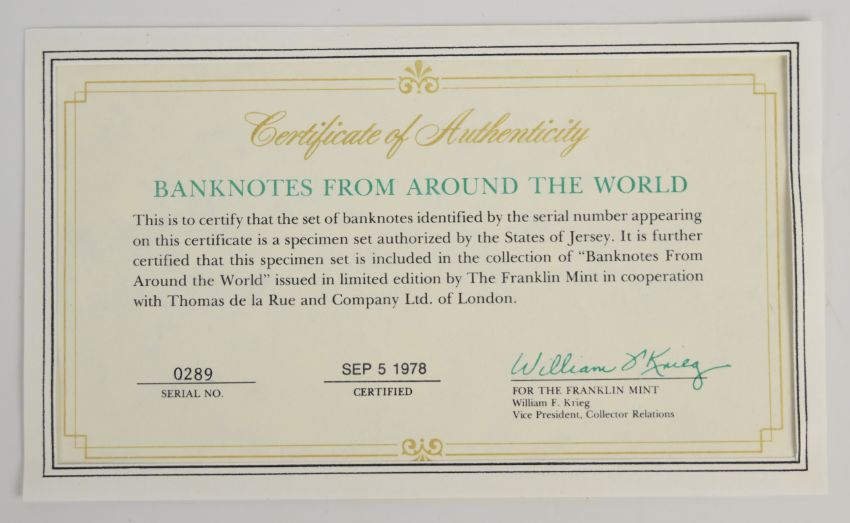 Certificate of Authenticity
BANKNOTES FROM AROUND THE WORLD
This is to certify that the set of banknotes identified by the serial number appearing
on this certificate is a specimen set authorized by the States of Jersey. It is further
certified that this specimen set is included in the collection of “Banknotes From
Around the World” issued in limited edition by The Franklin Mint in cooperation
with Thomas de la Rue and Company Ltd. of London.
0289
SERIAL NO.
SEP 5 1978
CERTIFIED
William F Krieg
FOR THE FRANKLIN MINT
William F. Krieg
Vice President, Collector Relations